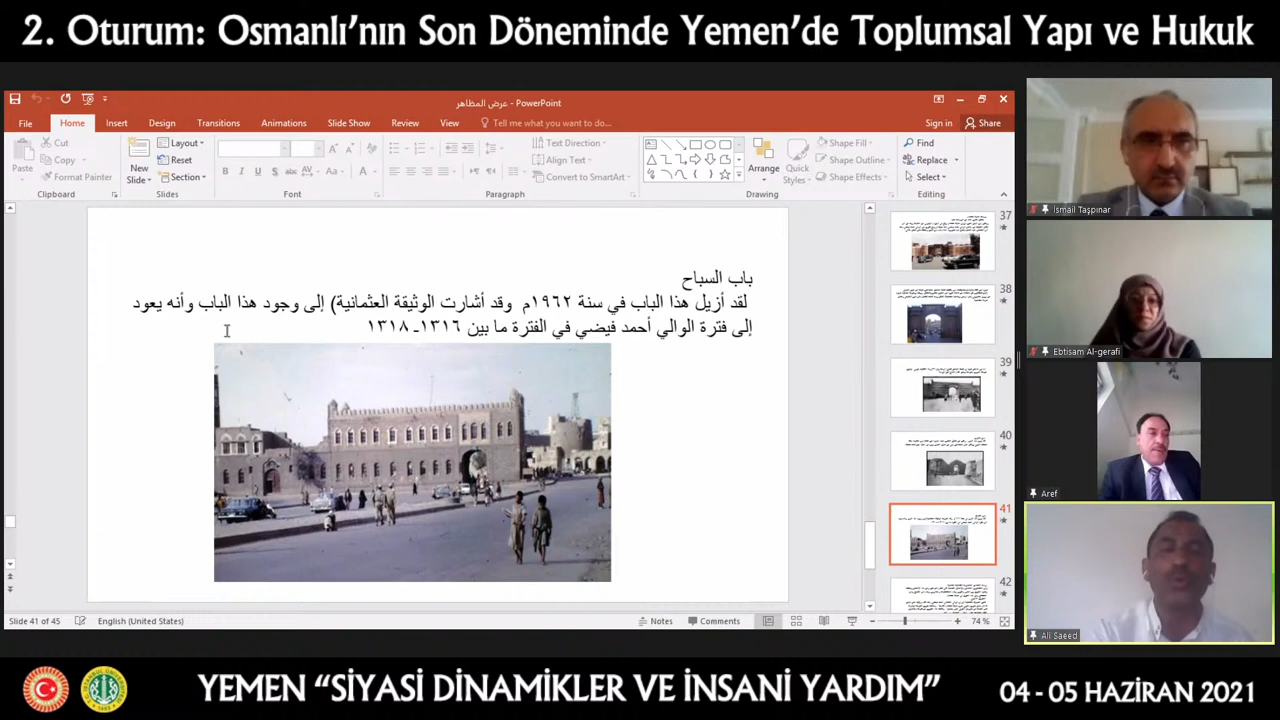 2. Oturum: Osmanlı’nın Son Döneminde Yemen’de Toplumsal Yapı ve Hukuk
عرض المظاهر - PowerPoint
File Home Insert Design Transitions Animations Slide Show Review View Tell me what you want to do... Sign in Share
Paste Cut Copy Format Painter Clipboard
New Slide Layout Reset Section Slides
B I U S abc AV Aa A Font
Paragraph Text Direction Align Text Convert to SmartArt
Arrange Quick Styles Shape Fill Shape Outline Shape Effects Drawing
Find Replace Select Editing
باب السباح
لقد أزيل هذا الباب في سنة ١٩٦٢م وقد أشارت الوثيقة العثمانية) إلى وجود هذا الباب وأنه يعود
إلى فترة الوالي أحمد فيضي في الفترة ما بين ١٣١٦ـ ١٣١٨
37
38
39
40
41
42
Slide 41 of 45 English (United States) Notes Comments 74 %
İsmail Taşpınar
Ebtisam Al-gerafi
Aref
Ali Saeed
YEMEN “SİYASİ DİNAMİKLER VE İNSANİ YARDIM” 04 - 05 HAZİRAN 2021